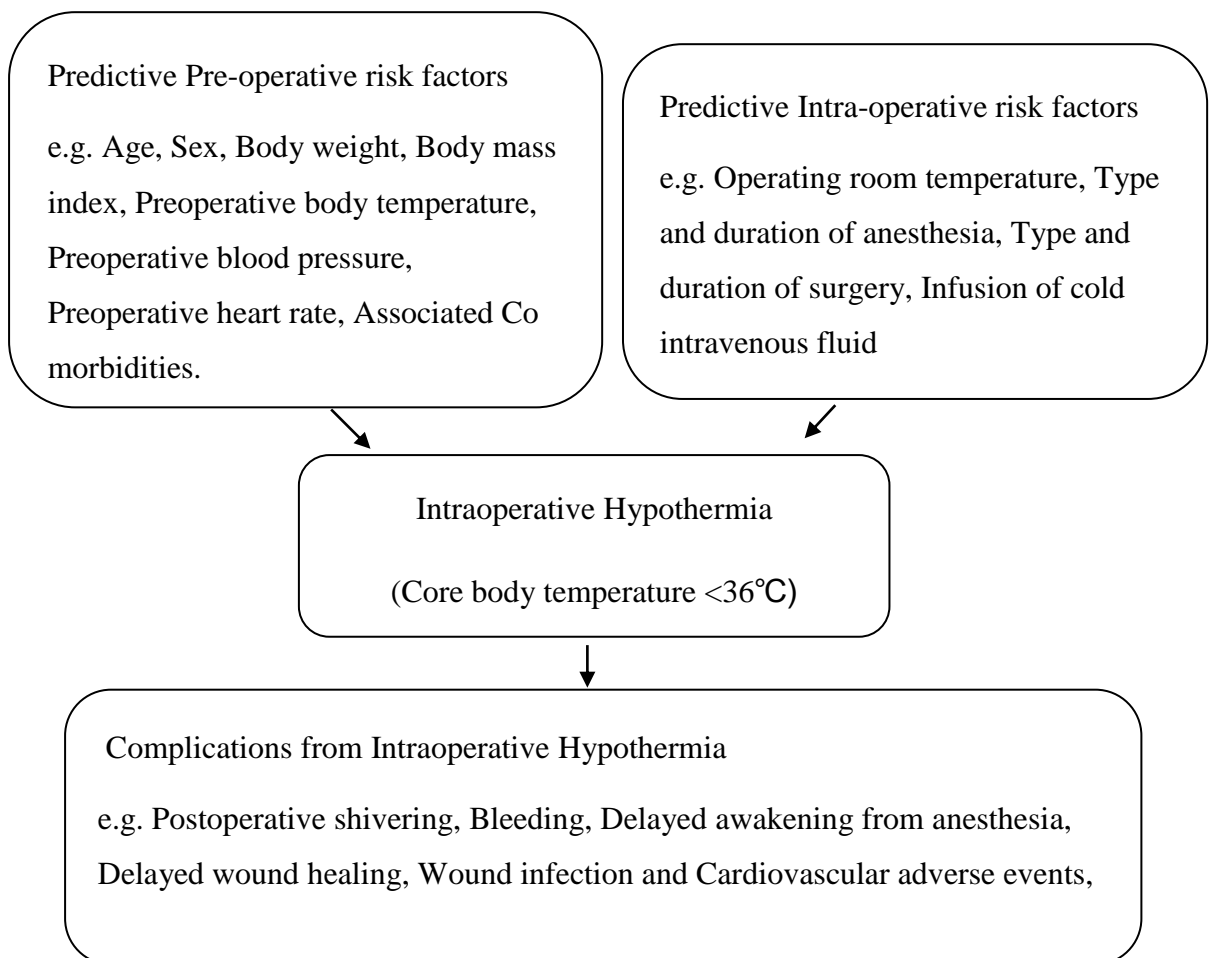 Predictive Pre-operative risk factors
e.g. Age, Sex, Body weight, Body mass
index, Preoperative body temperature,
Preoperative blood pressure,
Preoperative heart rate, Associated Co
morbidities.
Predictive Intra-operative risk factors
e.g. Operating room temperature, Type
and duration of anesthesia, Type and
duration of surgery, Infusion of cold
intravenous fluid
Intraoperative Hypothermia
(Core body temperature <36℃)
Complications from Intraoperative Hypothermia
e.g. Postoperative shivering, Bleeding, Delayed awakening from anesthesia,
Delayed wound healing, Wound infection and Cardiovascular adverse events,